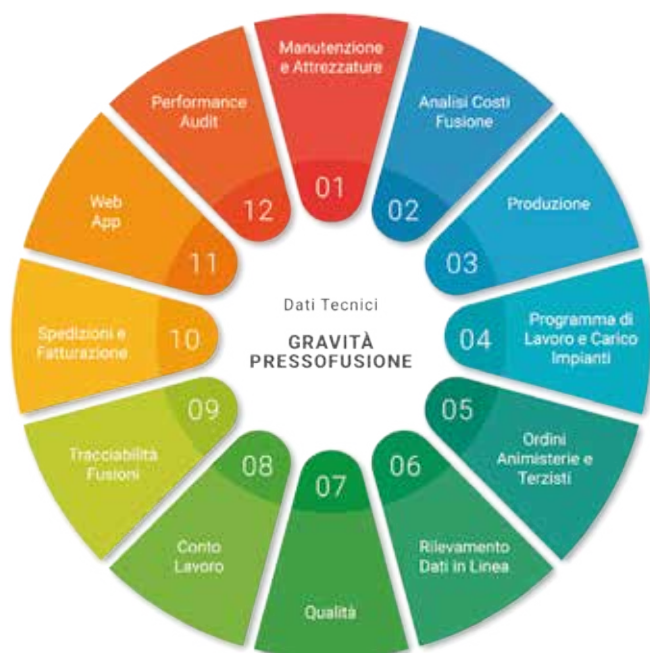 Manutenzione
e Attrezzature
01
Analisi Costi
Fusione
02
Produzione
03
Programma di
Lavoro e Carico
Impianti
04
Ordini
Animisterie e
Terzisti
05
Rilevamento
Dati in Linea
06
Qualità
07
Conto
Lavoro
08
Tracciabilità
Fusioni
09
Spedizioni e
Fatturazione
10
Web
App
11
Performance
Audit
12
Dati Tecnici
GRAVITÀ
PRESSOFUSIONE